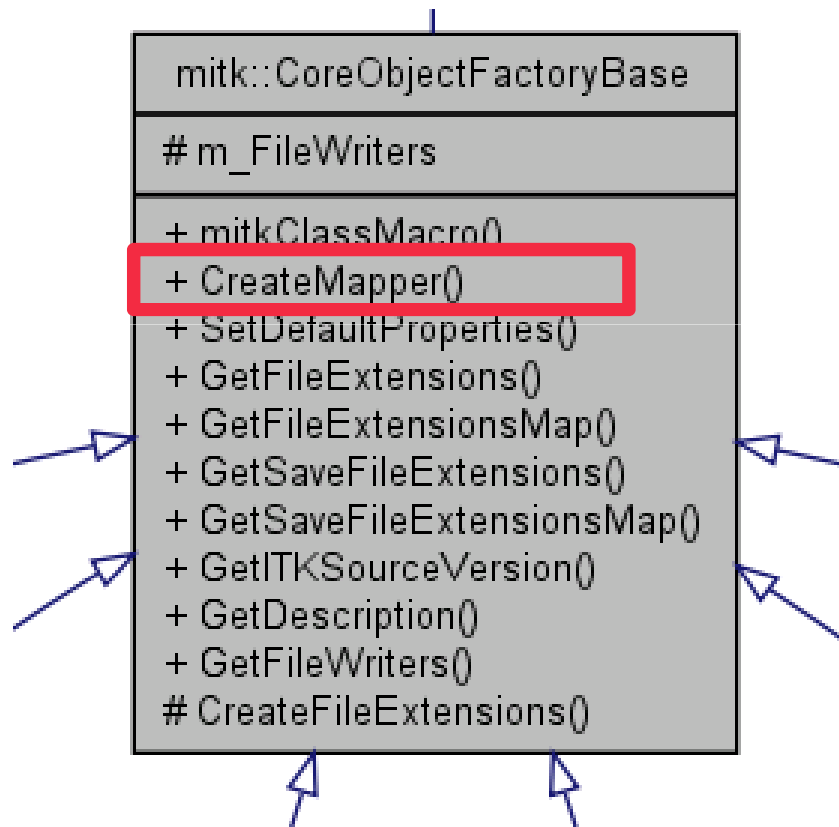 mitk::CoreObjectFactoryBase
# m_FileWriters
+ mitkClassMacro()
+ CreateMapper()
+ SetDefaultProperties()
+ GetFileExtensions()
+ GetFileExtensionsMap()
+ GetSaveFileExtensions()
+ GetSaveFileExtensionsMap()
+ GetITKSourceVersion()
+ GetDescription()
+ GetFileWriters()
# CreateFileExtensions()